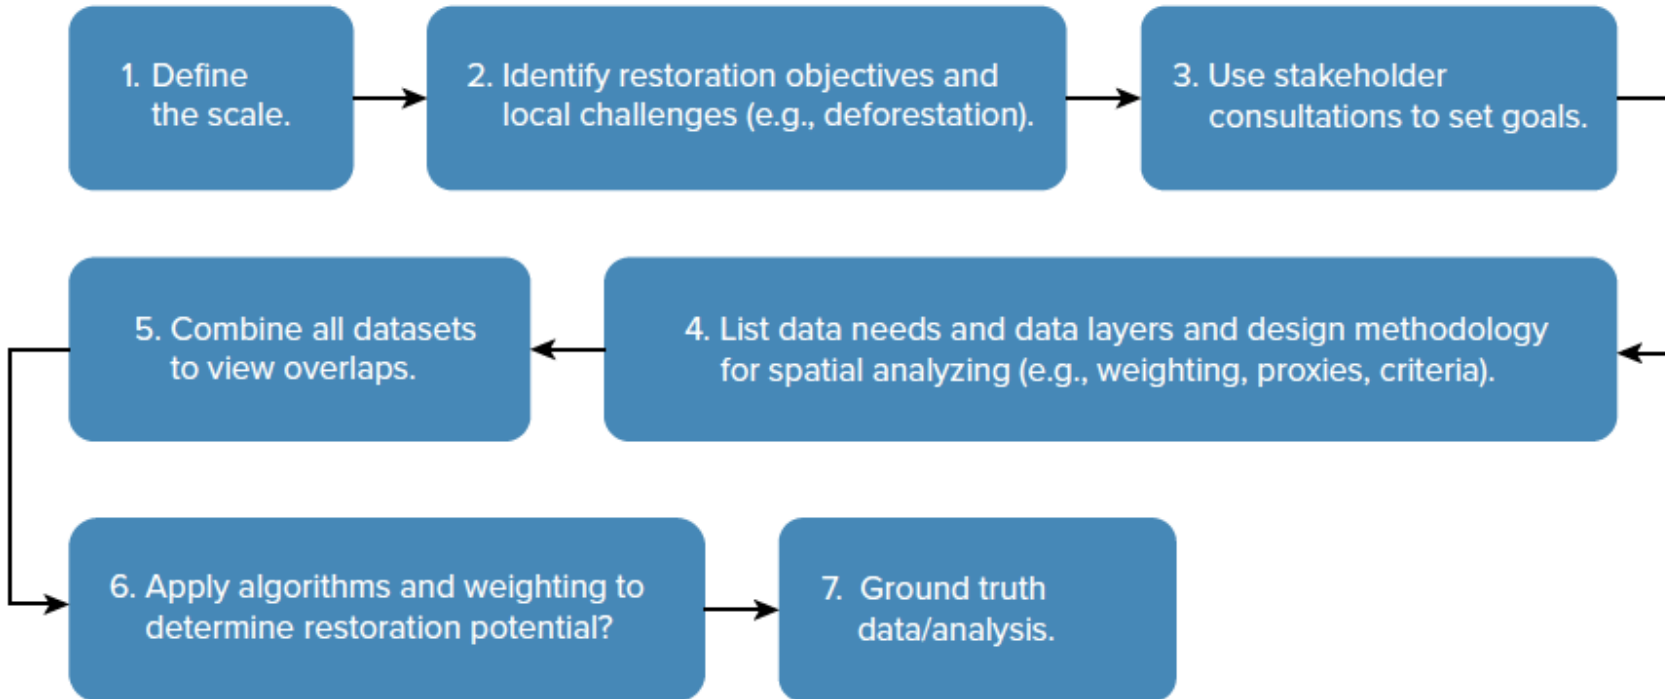 1. Define
the scale.
2. Identify restoration objectives and
local challenges (e.g., deforestation).
3. Use stakeholder
consultations to set goals.
4. List data needs and data layers and design methodology
for spatial analyzing (e.g., weighting, proxies, criteria).
5. Combine all datasets
to view overlaps.
6. Apply algorithms and weighting to
determine restoration potential?
7. Ground truth
data/analysis.